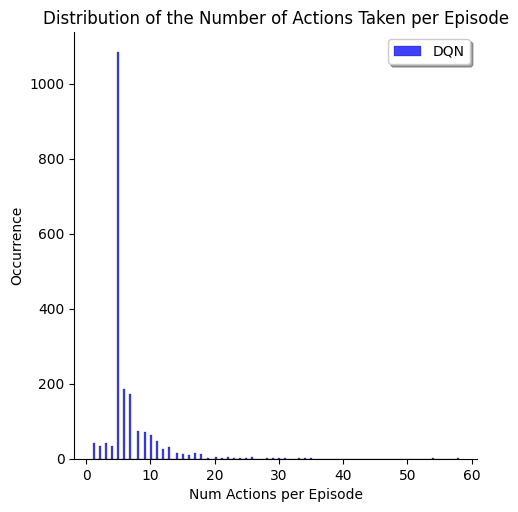 Distribution of the Number of Actions Taken per Episode
DQN
1000
800
600
400
200
0
Occurrence
0 10 20 30 40 50 60
Num Actions per Episode